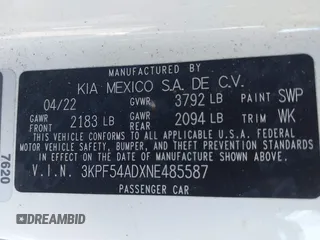 MANUFACTURED BY
KIA MEXICO S.A. DE C.V.
04/22 GVWR 3792 LB PAINT SWP
GAWR FRONT 2183 LB GAWR REAR 2094 LB TRIM WK
THIS VEHICLE CONFORMS TO ALL APPLICABLE
U.S. FEDERAL MOTOR VEHICLE SAFETY, BUMPER,
AND THEFT PREVENTION STANDARDS IN EFFECT
ON THE DATE OF MANUFACTURE SHOWN ABOVE.
V.I.N. 3KPF54ADXNE485587
PASSENGER CAR
7620
DREAMBID
DREAMBID.COM